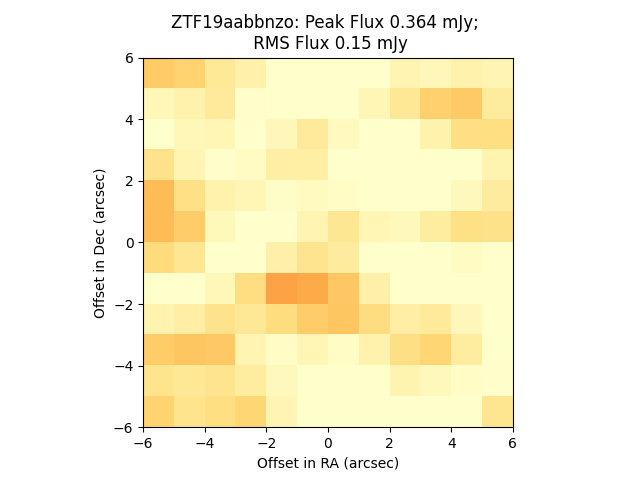 ZTF19aabbnzo: Peak Flux 0.364 mJy;
RMS Flux 0.15 mJy
6
4
2
0
−2
−4
−6
Offset in Dec (arcsec)
−6 −4 −2 0 2 4 6
Offset in RA (arcsec)